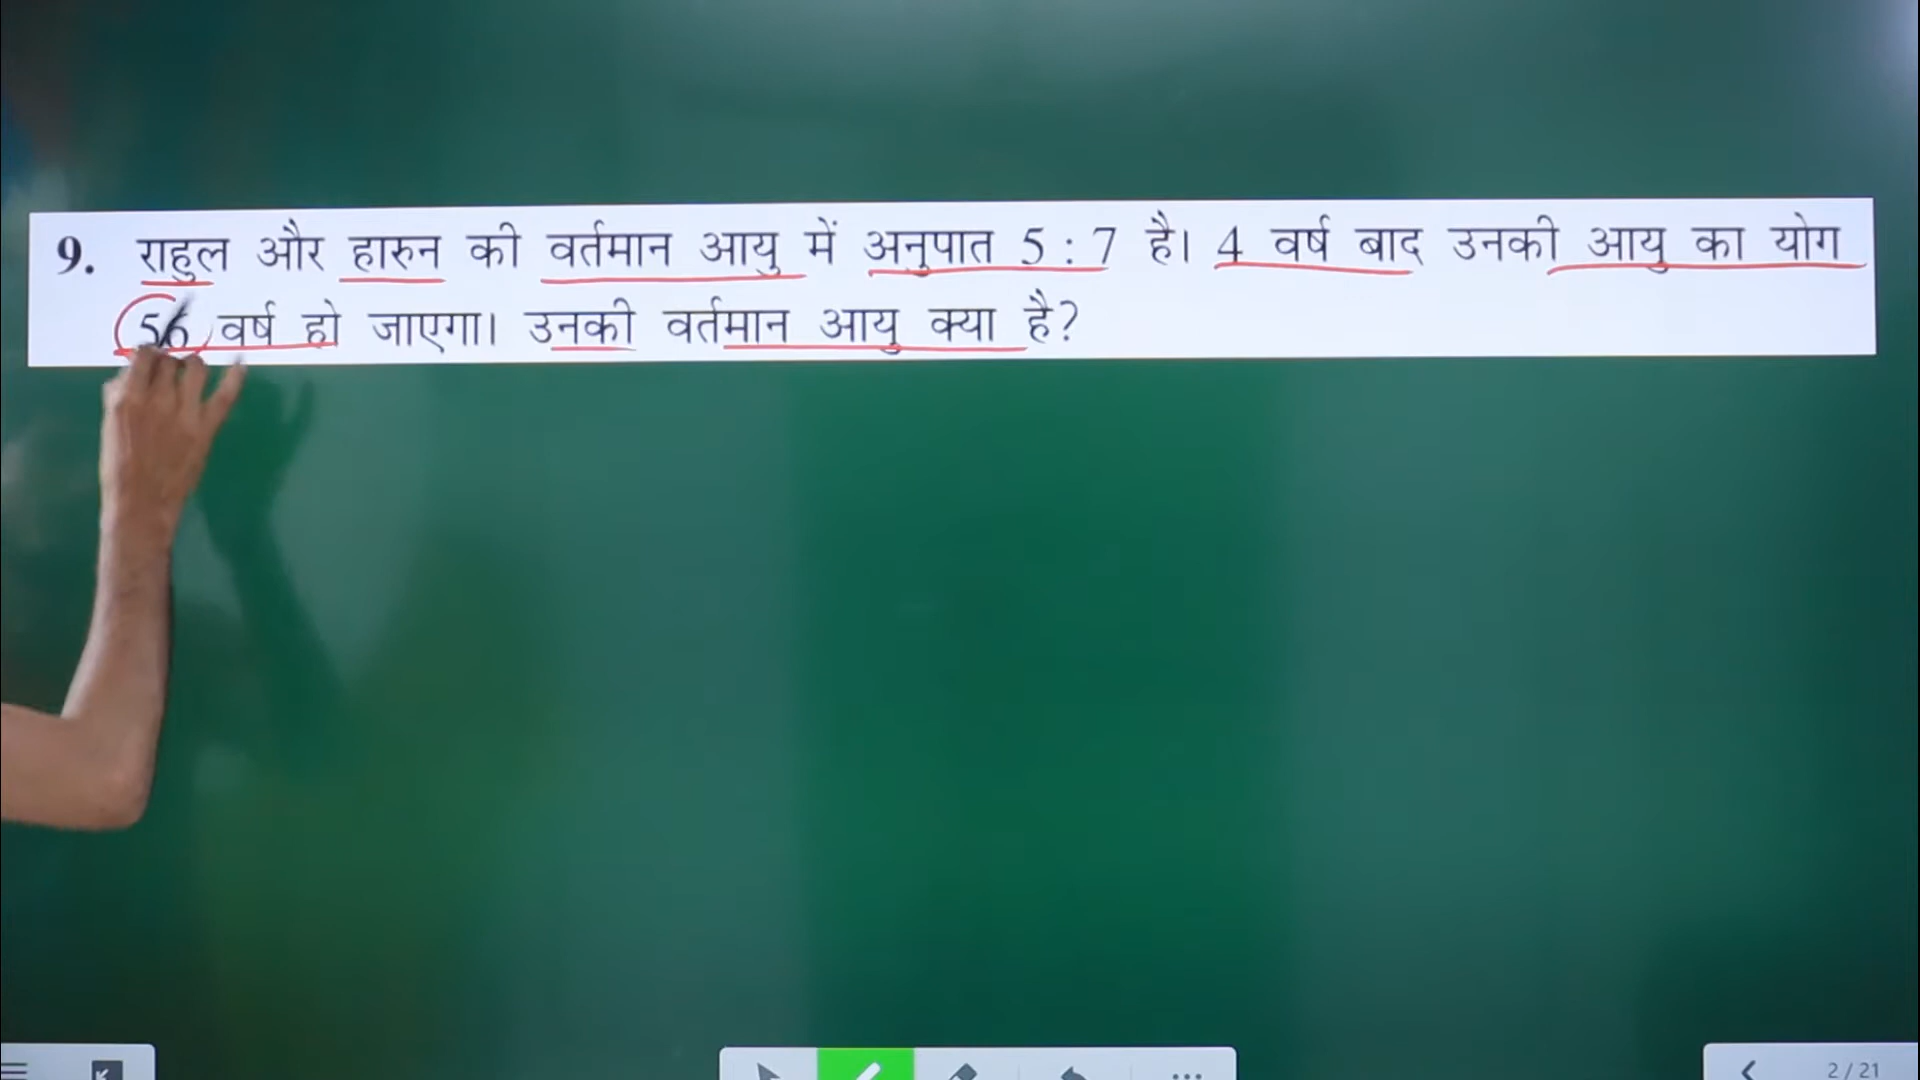 9. राहुल और हारुन की वर्तमान आयु में अनुपात 5 : 7 है। 4 वर्ष बाद उनकी आयु का योग
56 वर्ष हो जाएगा। उनकी वर्तमान आयु क्या है?
2 / 21